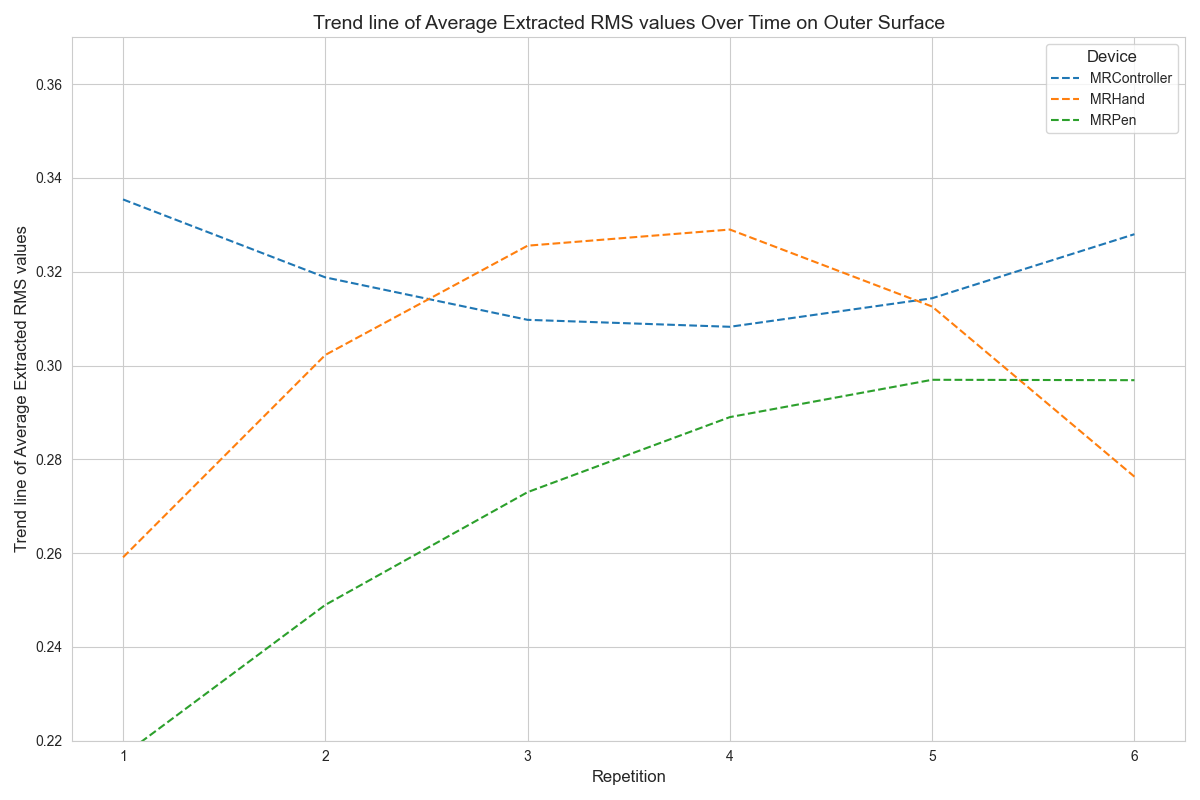 Trend line of Average Extracted RMS values Over Time on Outer Surface
Device
MRController
MRHand
MRPen
Trend line of Average Extracted RMS values
0.36
0.34
0.32
0.30
0.28
0.26
0.24
0.22
1 2 3 4 5 6
Repetition